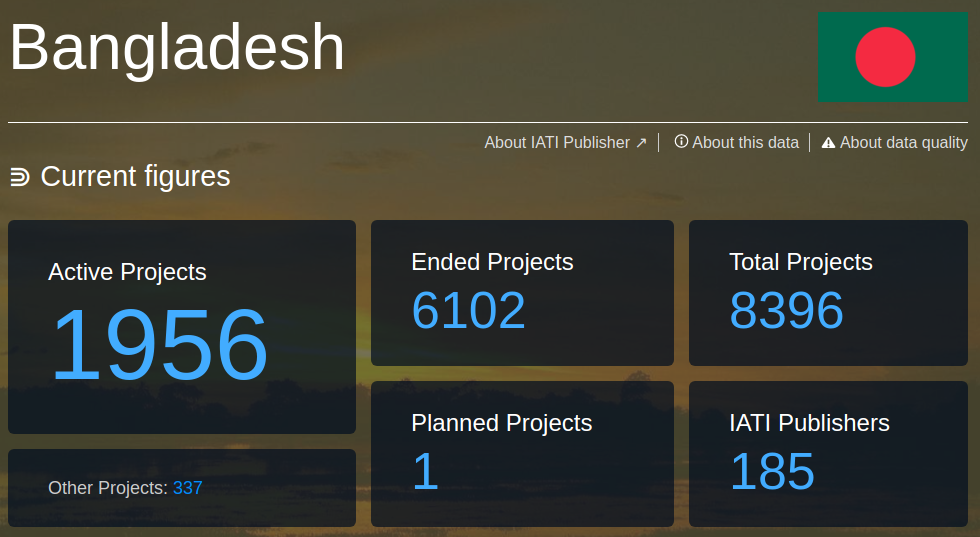 Bangladesh
About IATI Publisher ↗ | About this data | About data quality
Current figures
Active Projects
1956
Other Projects: 337
Ended Projects
6102
Planned Projects
1
Total Projects
8396
IATI Publishers
185